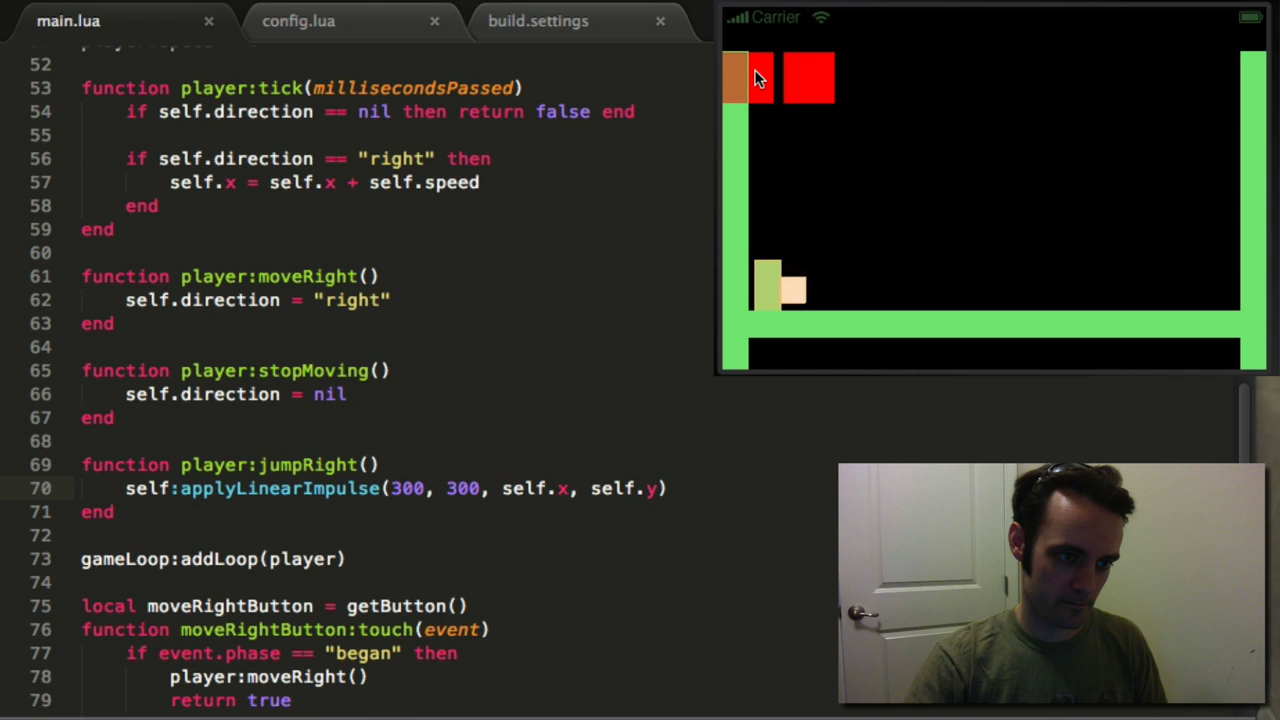 main.lua × config.lua × build.settings ×
Carrier
52
53 function player:tick(millisecondsPassed)
54 if self.direction == nil then return false end
55
56 if self.direction == "right" then
57 self.x = self.x + self.speed
58 end
59 end
60
61 function player:moveRight()
62 self.direction = "right"
63 end
64
65 function player:stopMoving()
66 self.direction = nil
67 end
68
69 function player:jumpRight()
70 self:applyLinearImpulse(300, 300, self.x, self.y)
71 end
72
73 gameLoop:addLoop(player)
74
75 local moveRightButton = getButton()
76 function moveRightButton:touch(event)
77 if event.phase == "began" then
78 player:moveRight()
79 return true